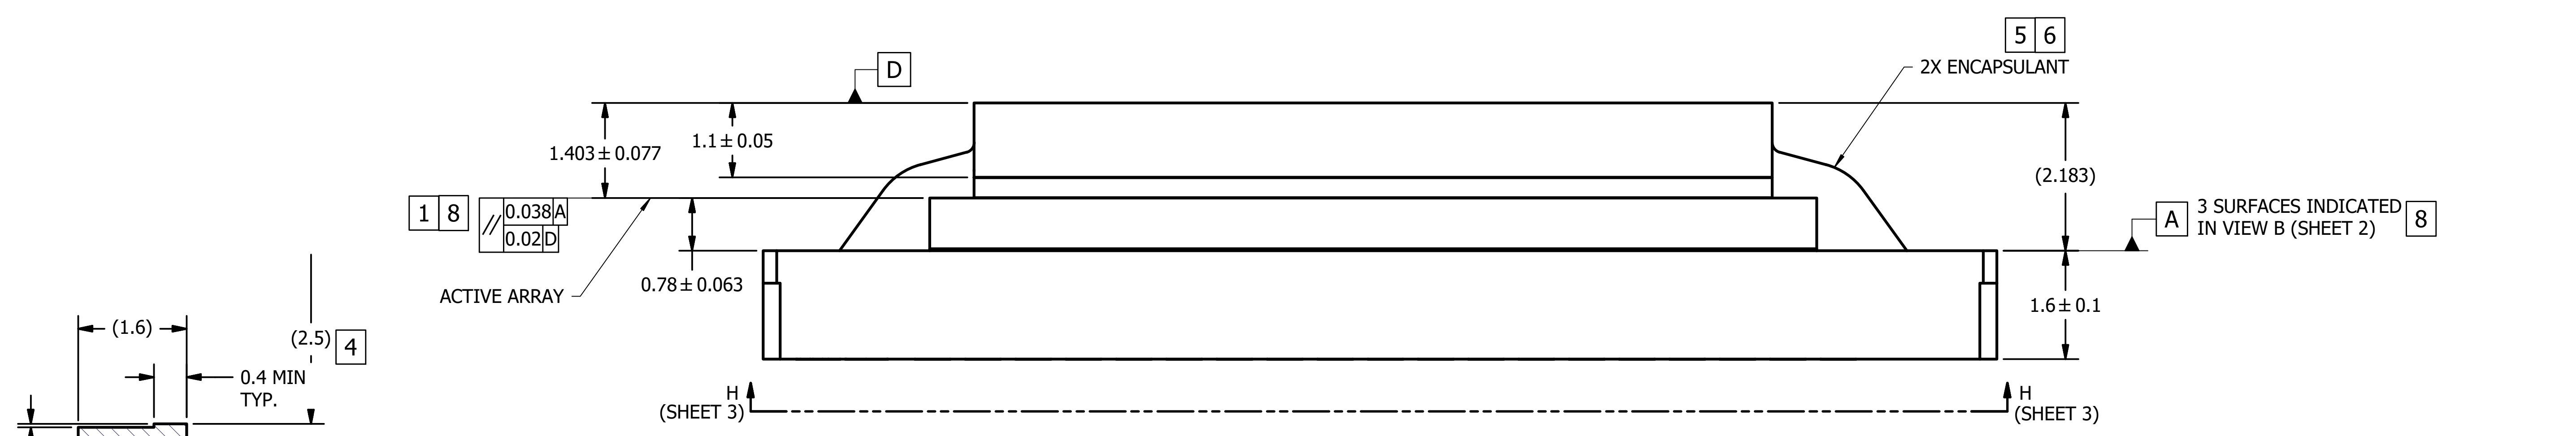 5 6
2X ENCAPSULANT
D
1.1±0.05
1.403±0.077
(2.183)
1 8 // 0.038 A
0.02 D
A 3 SURFACES INDICATED
IN VIEW B (SHEET 2) 8
ACTIVE ARRAY
0.78±0.063
1.6±0.1
(1.6)
(2.5) 4
0.4 MIN
TYP.
H
(SHEET 3)
H
(SHEET 3)